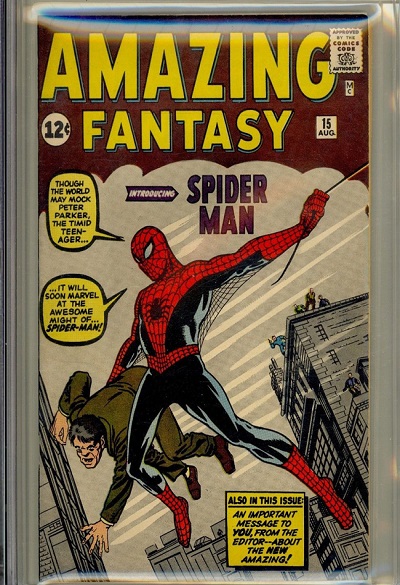 AMAZING
FANTASY
APPROVED
BY THE
COMICS
CODE
AUTHORITY
MC
12¢
15
AUG.
INTRODUCING
SPIDER
MAN
THOUGH
THE WORLD
MAY MOCK
PETER
PARKER,
THE TIMID
TEEN-
AGER...
...IT WILL
SOON MARVEL
AT THE
AWESOME
MIGHT OF...
SPIDER-MAN!
ALSO IN THIS ISSUE:
AN IMPORTANT
MESSAGE TO
YOU, FROM THE
EDITOR--ABOUT
THE NEW
AMAZING!